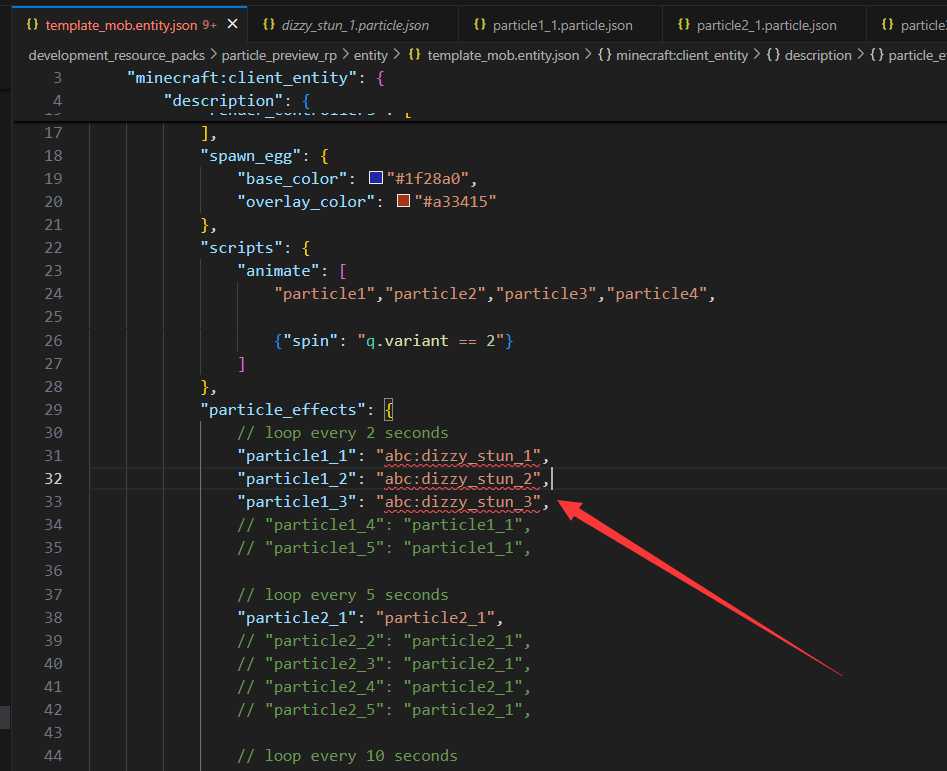 template_mob.entity.json 9+
dizzy_stun_1.particle.json
particle1_1.particle.json
particle2_1.particle.json
particle
development_resource_packs > particle_preview_rp > entity > {} template_mob.entity.json > {} minecraft:client_entity > {} description > {} particle_e
3 "minecraft:client_entity": {
4 "description": {
17 ],
18 "spawn_egg": {
19 "base_color": "#1f28a0",
20 "overlay_color": "#a33415"
21 },
22 "scripts": {
23 "animate": [
24 "particle1","particle2","particle3","particle4",
25
26 {"spin": "q.variant == 2"}
27 ]
28 },
29 "particle_effects": {
30 // loop every 2 seconds
31 "particle1_1": "abc:dizzy_stun_1",
32 "particle1_2": "abc:dizzy_stun_2",
33 "particle1_3": "abc:dizzy_stun_3",
34 // "particle1_4": "particle1_1",
35 // "particle1_5": "particle1_1",
36
37 // loop every 5 seconds
38 "particle2_1": "particle2_1",
39 // "particle2_2": "particle2_1",
40 // "particle2_3": "particle2_1",
41 // "particle2_4": "particle2_1",
42 // "particle2_5": "particle2_1",
43
44 // loop every 10 seconds